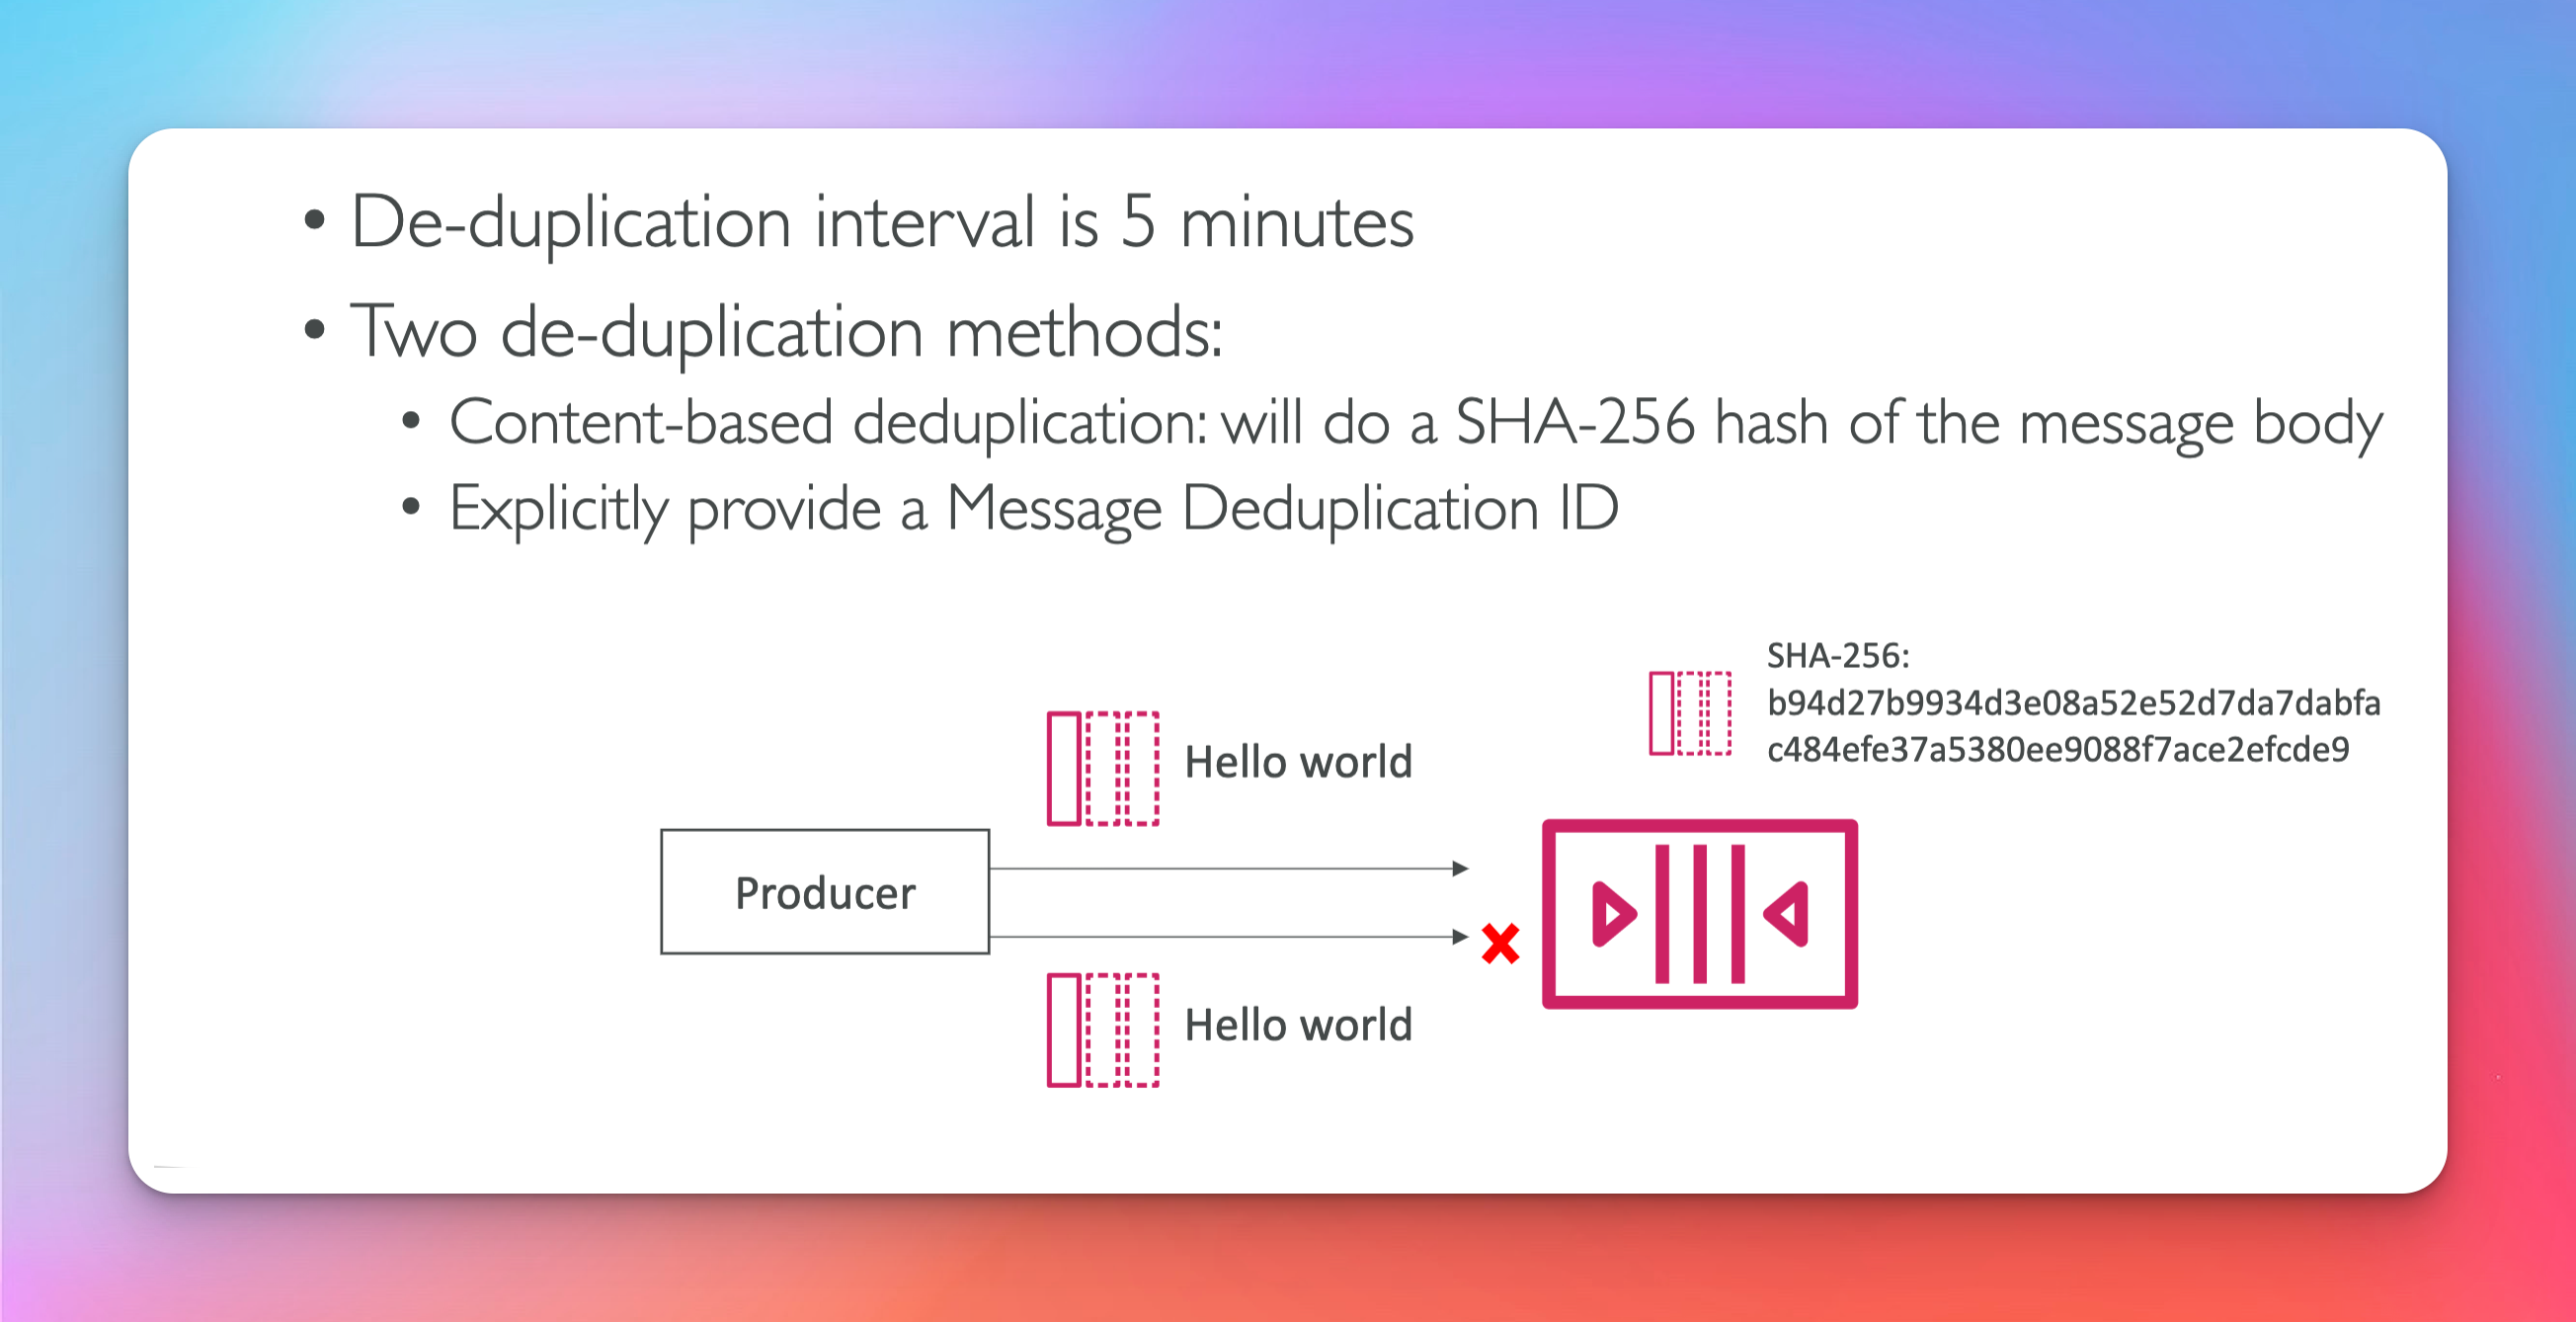 • De-duplication interval is 5 minutes
• Two de-duplication methods:
• Content-based deduplication: will do a SHA-256 hash of the message body
• Explicitly provide a Message Deduplication ID
SHA-256:
b94d27b9934d3e08a52e52d7da7dabfa
c484efe37a5380ee9088f7ace2efcde9
Hello world
Producer
Hello world